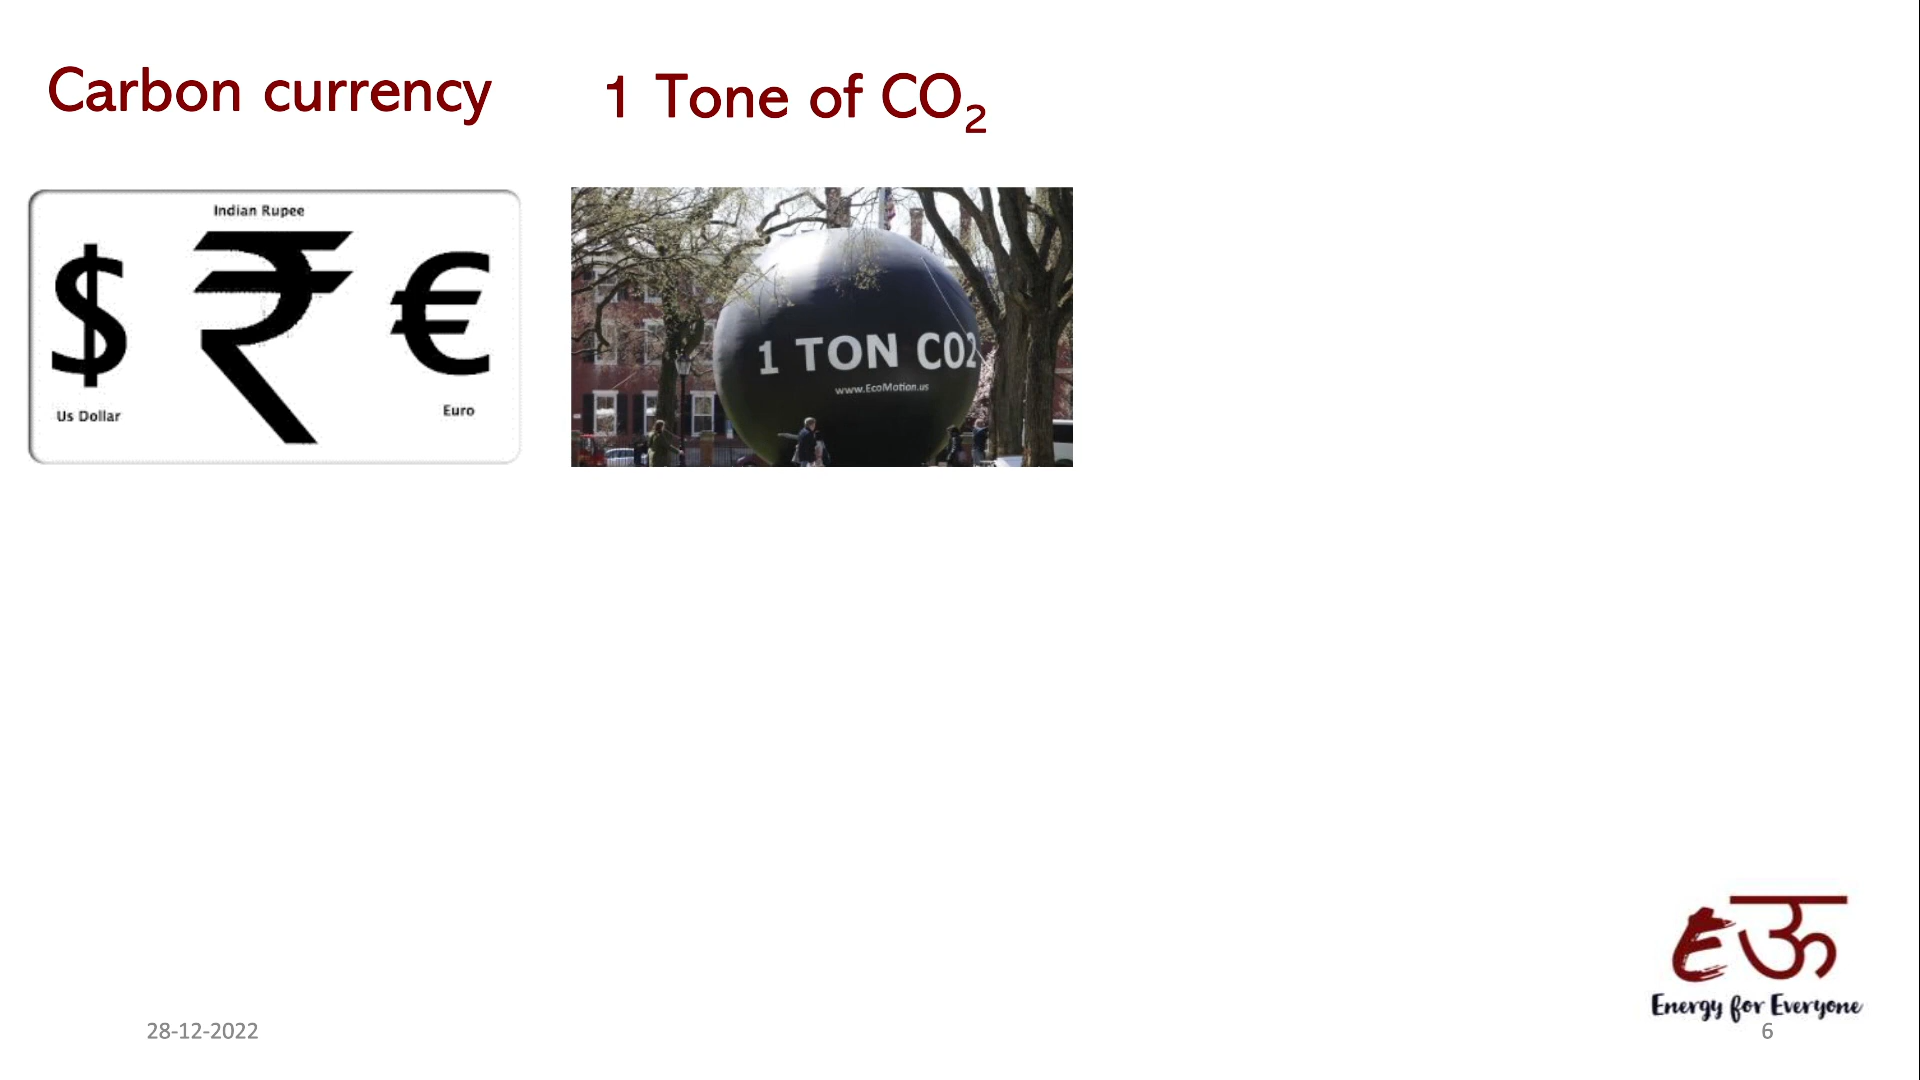 Carbon currency
1 Tone of CO₂
Indian Rupee
$ ₹ €
Us Dollar
Euro
1 TON CO2
www.EcoMotion.us
Eऊ
Energy for Everyone
28-12-2022
6